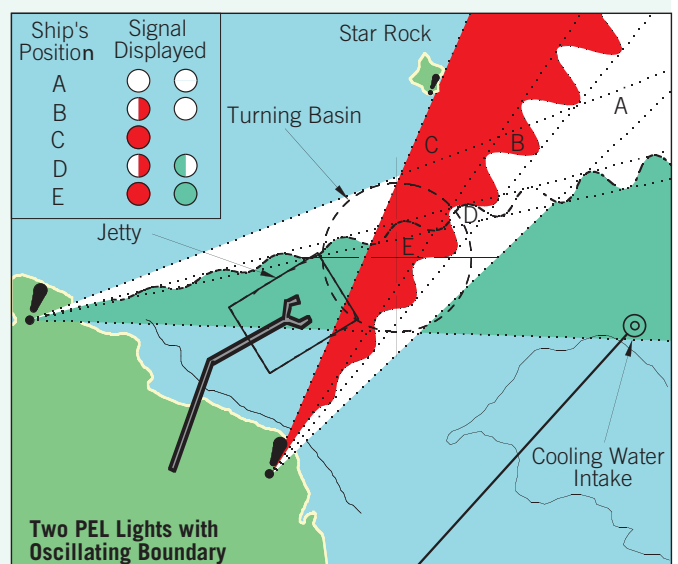 Ship's Signal
Position Displayed
A
B
C
D
E
Star Rock
Turning Basin
A
C B
D
E
Jetty
Cooling Water
Intake
Two PEL Lights with
Oscillating Boundary